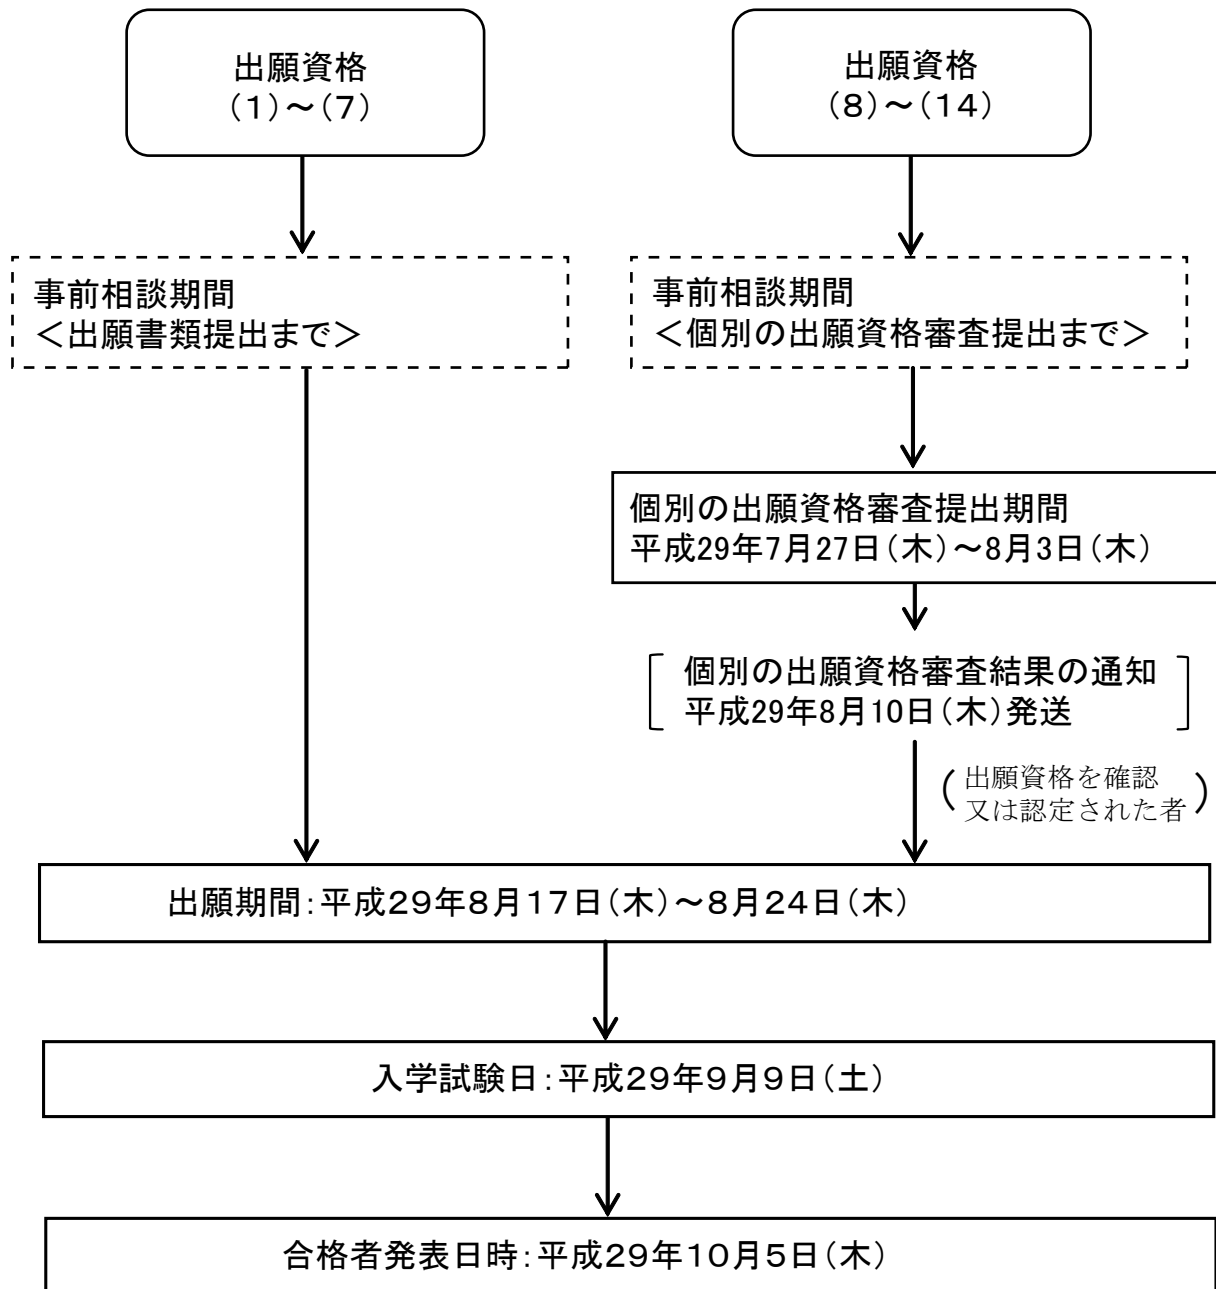 出願資格
（１）～（７）
出願資格
（８）～（１４）
事前相談期間
＜出願書類提出まで＞
事前相談期間
＜個別の出願資格審査提出まで＞
個別の出願資格審査提出期間
平成29年7月27日（木）～8月3日（木）
個別の出願資格審査結果の通知
平成29年8月10日（木）発送
出願資格を確認
又は認定された者
出願期間：平成２９年８月１７日（木）～８月２４日（木）
入学試験日：平成２９年９月９日（土）
合格者発表日時：平成２９年１０月５日（木）